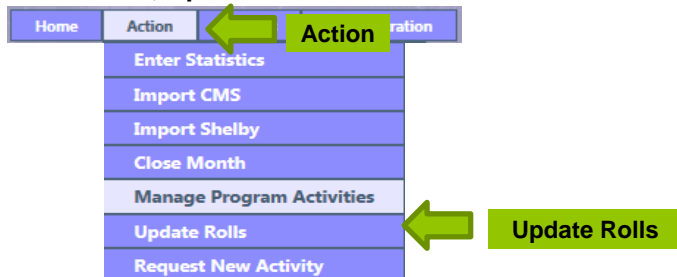 Home Action Action ration
Enter Statistics
Import CMS
Import Shelby
Close Month
Manage Program Activities
Update Rolls Update Rolls
Request New Activity